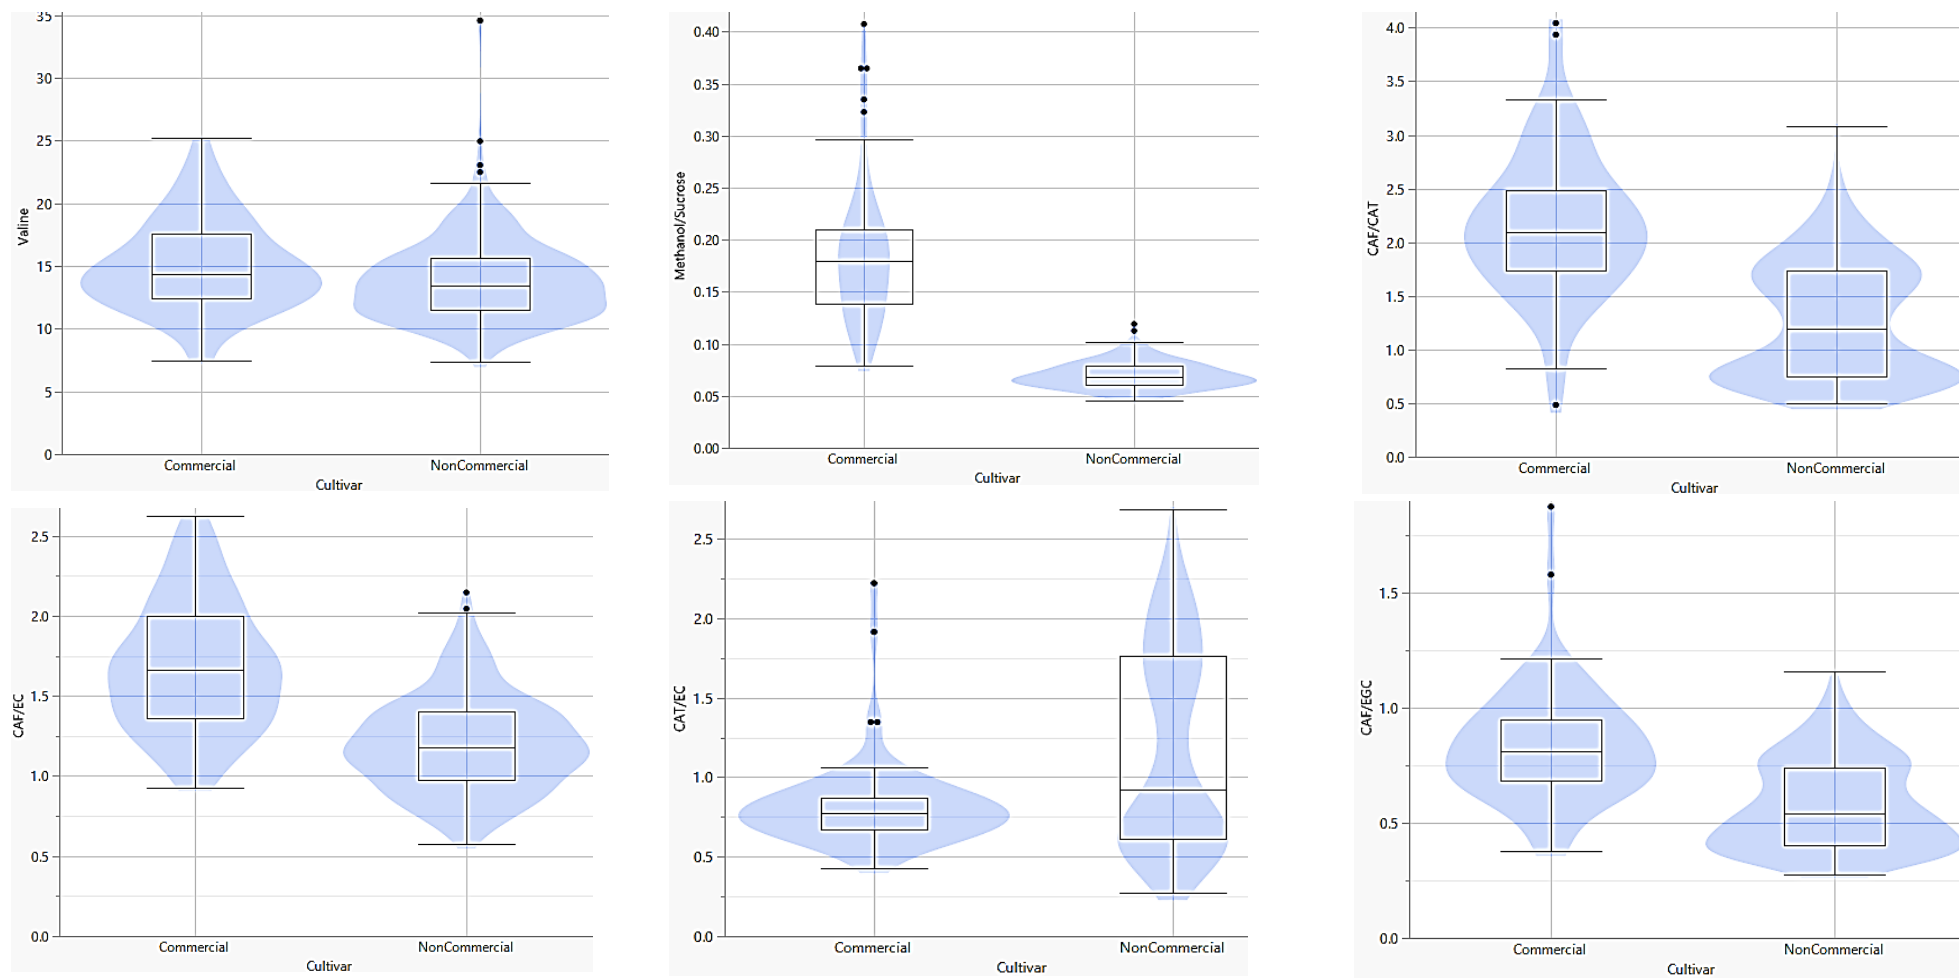 Valine
35
30
25
20
15
10
5
0
Commercial NonCommercial
Cultivar
Methanol/Sucrose
0.40
0.35
0.30
0.25
0.20
0.15
0.10
0.05
0.00
Commercial NonCommercial
Cultivar
CAF/CAT
4.0
3.5
3.0
2.5
2.0
1.5
1.0
0.5
0.0
Commercial NonCommercial
Cultivar
CAF/EC
2.5
2.0
1.5
1.0
0.5
0.0
Commercial NonCommercial
Cultivar
CAT/EC
2.5
2.0
1.5
1.0
0.5
0.0
Commercial NonCommercial
Cultivar
CAF/EGC
1.5
1.0
0.5
0.0
Commercial NonCommercial
Cultivar